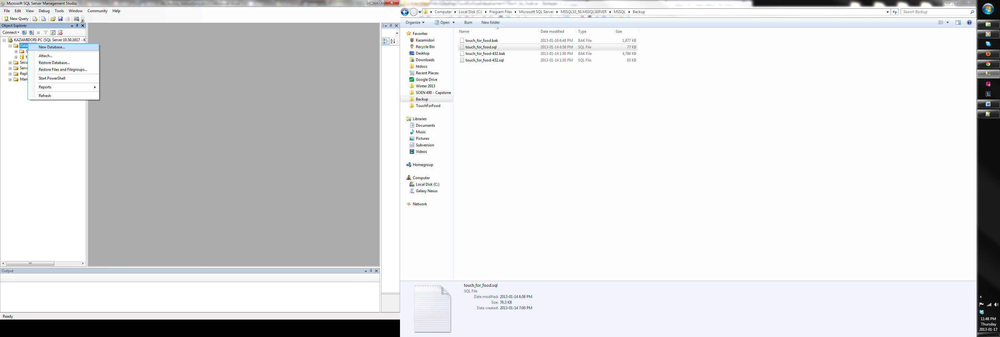 Microsoft SQL Server Management Studio
File Edit View Debug Tools Window Community Help
New Query
Object Explorer
Connect
KAZAMIDORI-PC (SQL Server 10.50.1617 - K
Data
New Database...
S
Attach...
t
Restore Database...
Secu
Restore Files and Filegroups...
Serve
Repl
Start PowerShell
Man
Reports
Refresh
Output
Ready
Computer Local Disk (C:) Program Files Microsoft SQL Server MSSQL10_50.MSSQLSERVER MSSQL Backup
Search Backup
Organize Open Burn New folder
Favorites
Kazamidori
Recycle Bin
Desktop
Downloads
htdocs
Recent Places
Google Drive
Winter 2013
SOEN 490 - Capstone
Backup
TouchForFood
Libraries
Documents
Music
Pictures
Subversion
Videos
Homegroup
Computer
Local Disk (C:)
Galaxy Nexus
Network
Name Date modified Type Size
touch_for_food.bak 2013-01-16 6:48 PM BAK File 1,877 KB
touch_for_food.sql 2013-01-14 6:58 PM SQL File 77 KB
touch_for_food-432.bak 2013-01-14 1:50 PM BAK File 4,786 KB
touch_for_food-432.sql 2013-01-14 1:50 PM SQL File 65 KB
touch_for_food.sql
SQL File
Date modified: 2013-01-14 6:58 PM
Size: 76.3 KB
Date created: 2013-01-14 7:00 PM
11:48 PM
Thursday
2013-01-17